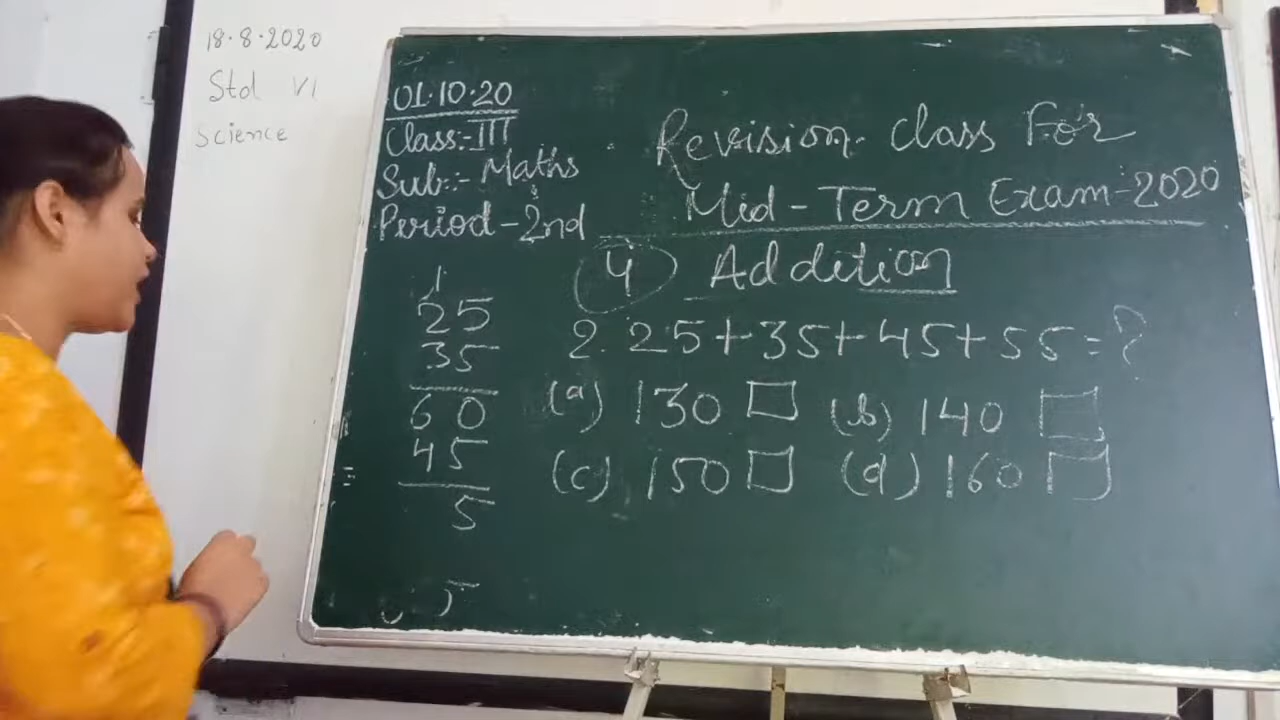 18.8.2020
Std VI
Science
01.10.20
Class:-III
Sub:- Maths
Period-2nd
Revision Class For
Mid-Term Exam-2020
4 Addition
2. 25+35+45+55=?
(a) 130 (b) 140
(c) 150 (d) 160
1
25
35
60
45
5